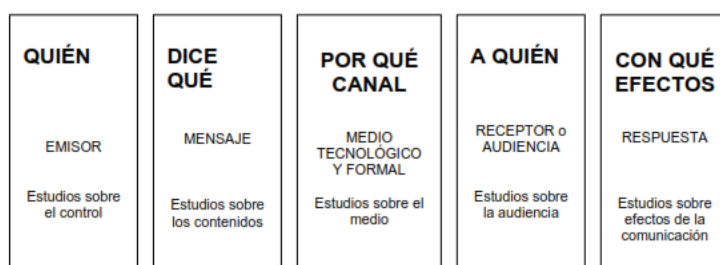 QUIÉN
EMISOR
Estudios sobre
el control
DICE
QUÉ
MENSAJE
Estudios sobre
los contenidos
POR QUÉ
CANAL
MEDIO
TECNOLÓGICO
Y FORMAL
Estudios sobre el
medio
A QUIÉN
RECEPTOR o
AUDIENCIA
Estudios sobre
la audiencia
CON QUÉ
EFECTOS
RESPUESTA
Estudios sobre
efectos de la
comunicación